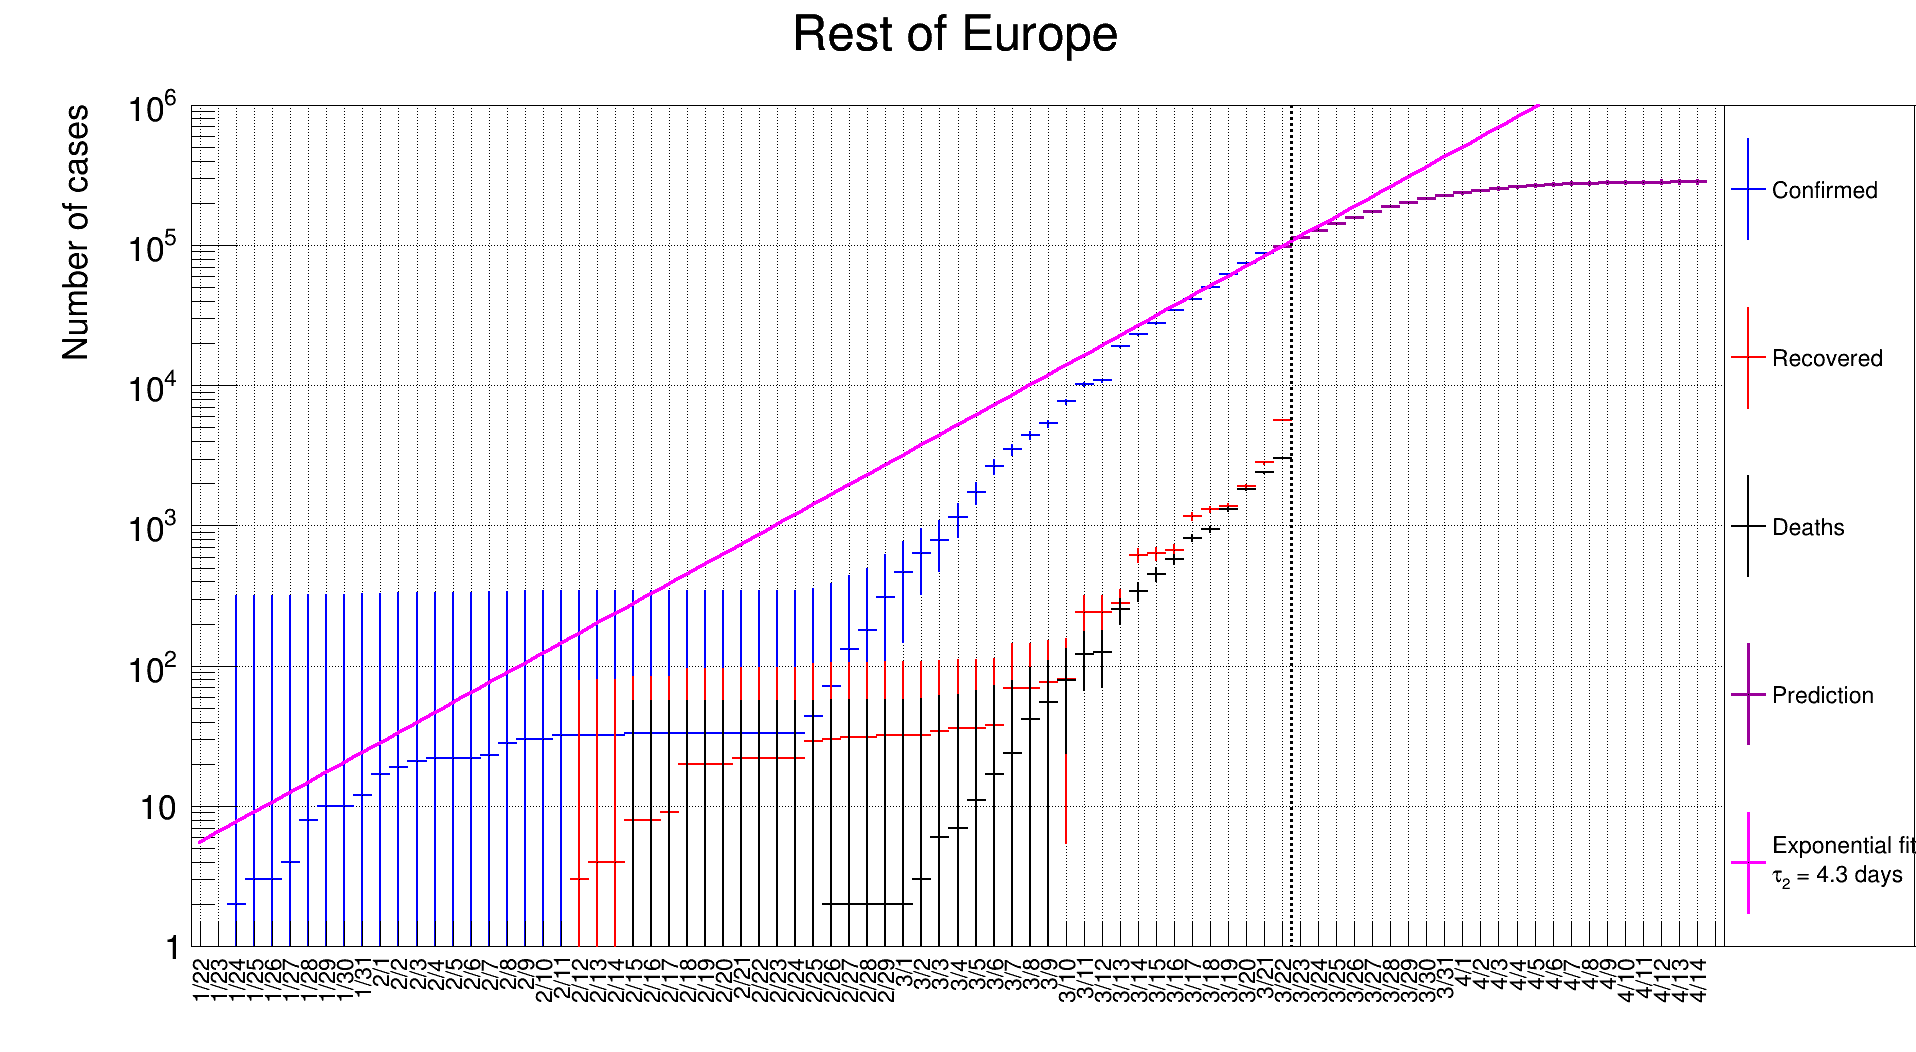 Rest of Europe
Number of cases
10^6
10^5
10^4
10^3
10^2
10
1
1/22 1/23 1/24 1/25 1/26 1/27 1/28 1/29 1/30 1/31 2/1 2/2 2/3 2/4 2/5 2/6 2/7 2/8 2/9 2/10 2/11 2/12 2/13 2/14 2/15 2/16 2/17 2/18 2/19 2/20 2/21 2/22 2/23 2/24 2/25 2/26 2/27 2/28 2/29 3/1 3/2 3/3 3/4 3/5 3/6 3/7 3/8 3/9 3/10 3/11 3/12 3/13 3/14 3/15 3/16 3/17 3/18 3/19 3/20 3/21 3/22 3/23 3/24 3/25 3/26 3/27 3/28 3/29 3/30 3/31 4/1 4/2 4/3 4/4 4/5 4/6 4/7 4/8 4/9 4/10 4/11 4/12 4/13 4/14
Confirmed
Recovered
Deaths
Prediction
Exponential fit
τ₂ = 4.3 days